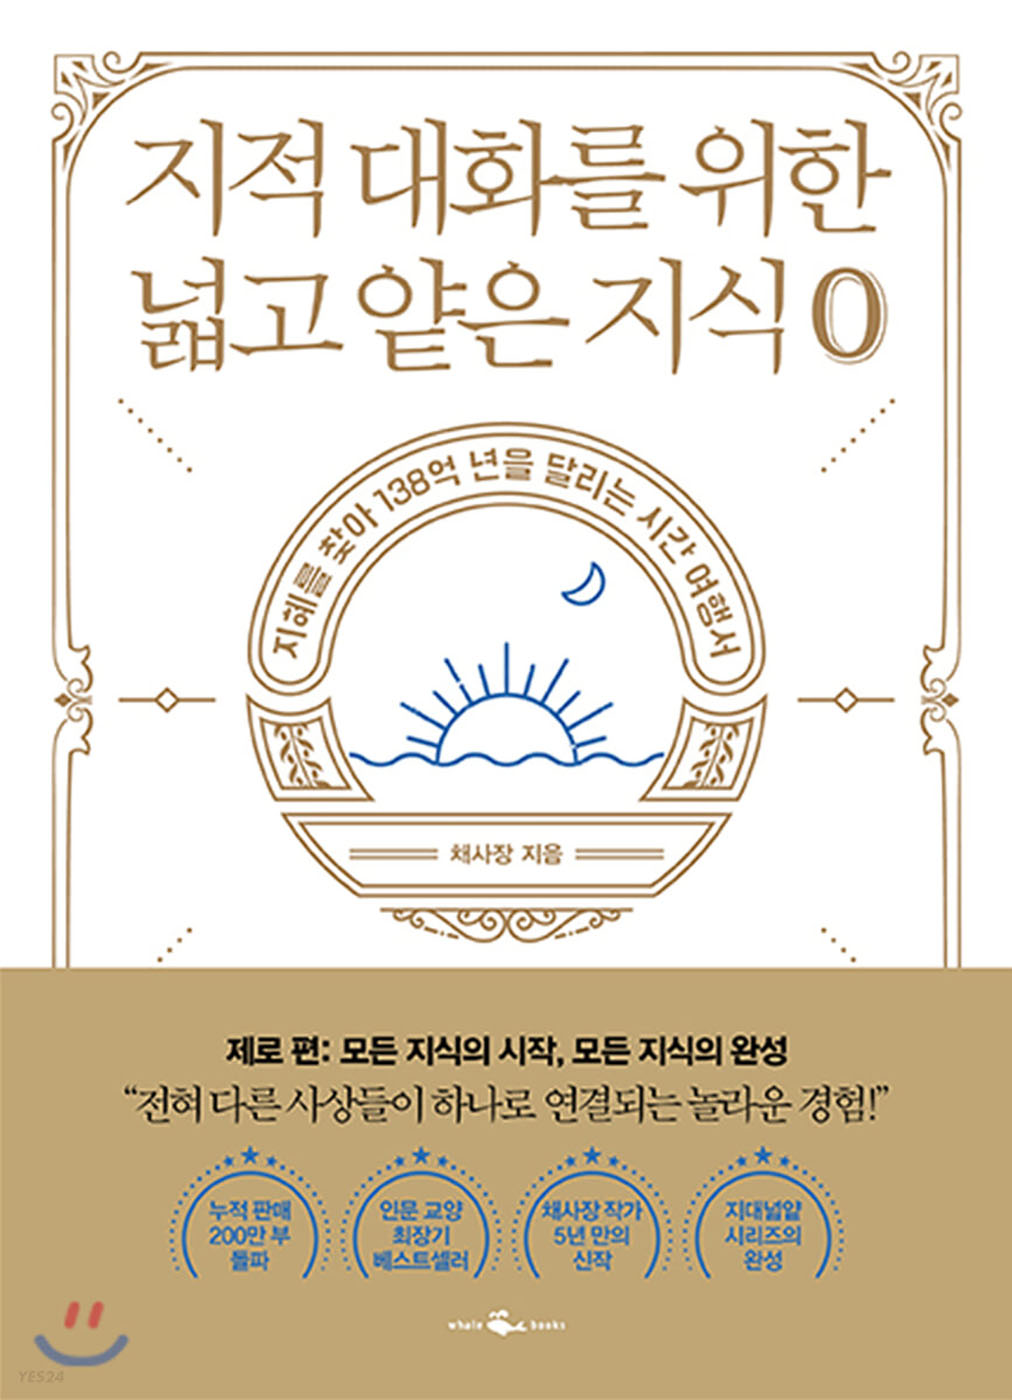 지적 대화를 위한
넓고 얕은 지식 0
지혜를 찾아 138억 년을 달리는 시간 여행서
채사장 지음
제로 편: 모든 지식의 시작, 모든 지식의 완성
“전혀 다른 사상들이 하나로 연결되는 놀라운 경험!”
누적 판매
200만 부
돌파
인문 교양
최장기
베스트셀러
채사장 작가
5년 만의
신작
지대넓얕
시리즈의
완성
whale books
YES24